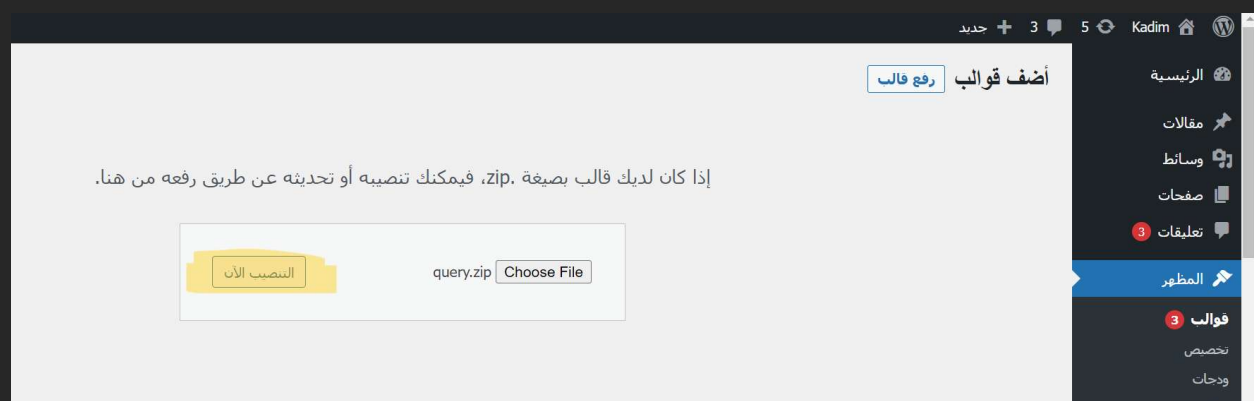 Kadim 5 3 جديد
الرئيسية
مقالات
وسائط
صفحات
تعليقات 3
المظهر
قوالب 3
تخصيص
ودجات
أضف قوالب رفع قالب
إذا كان لديك قالب بصيغة .zip، فيمكنك تنصيبه أو تحديثه عن طريق رفعه من هنا.
Choose File query.zip
التنصيب الآن